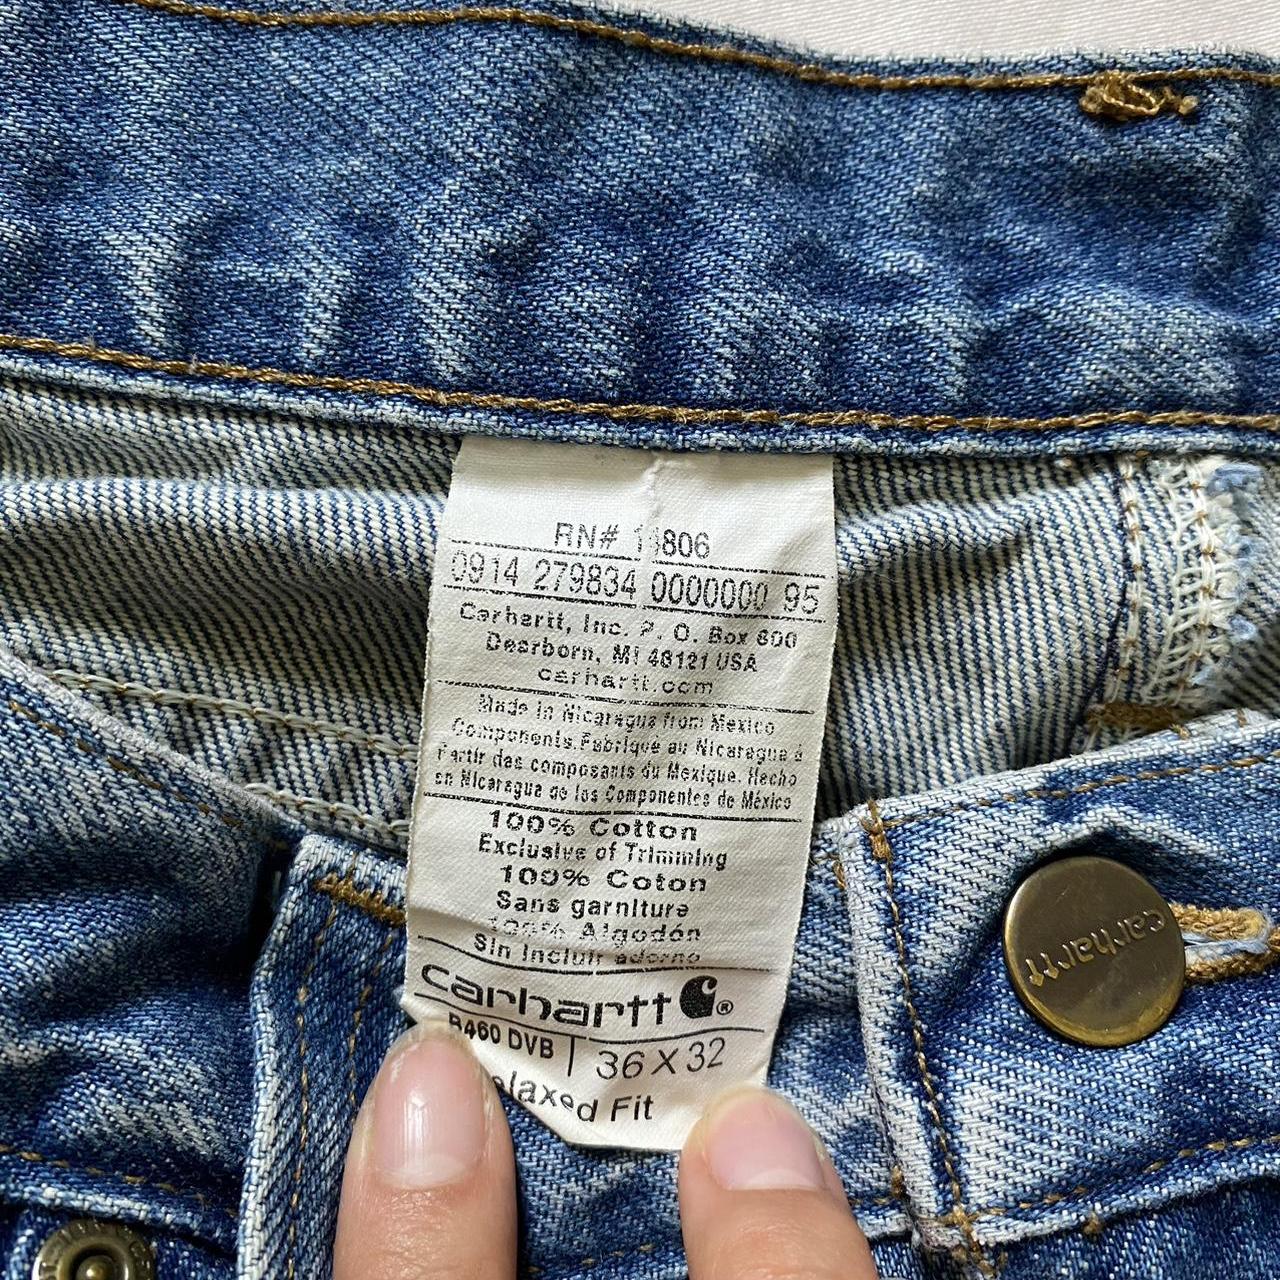 RN# 14806
0914 279834 0000000 95
Carhartt, Inc. P. O. Box 600
Dearborn, MI 48121 USA
carhartt.com
Made in Nicaragua from Mexico
Components.Fabriqué au Nicaragua à
Partir das composants du Mexique. Hecho
en Nicaragua de los Componentes de México
100% Cotton
Exclusive of Trimming
100% Coton
Sans garniture
100% Algodón
Sin Incluir adorno
carhartt ®
B460 DVB | 36 X 32
elaxed Fit
carhartt